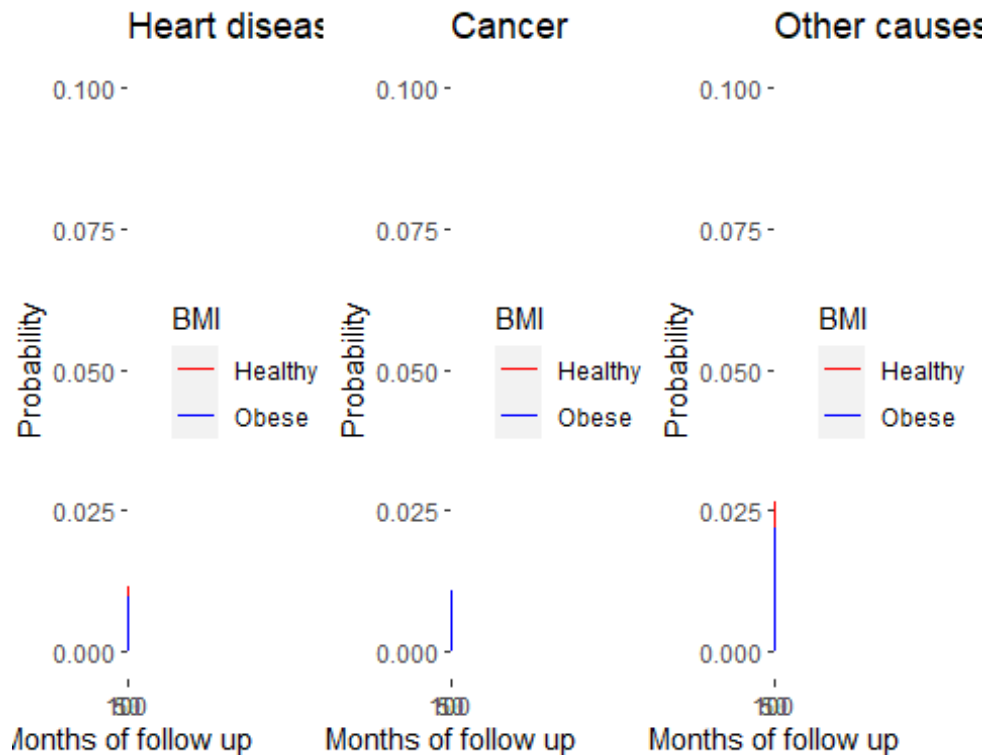 Heart diseas
Cancer
Other causes
0.100
0.075
0.050
0.025
0.000
Probability
BMI
Healthy
Obese
Months of follow up
0.100
0.075
0.050
0.025
0.000
Probability
BMI
Healthy
Obese
Months of follow up
0.100
0.075
0.050
0.025
0.000
Probability
BMI
Healthy
Obese
Months of follow up